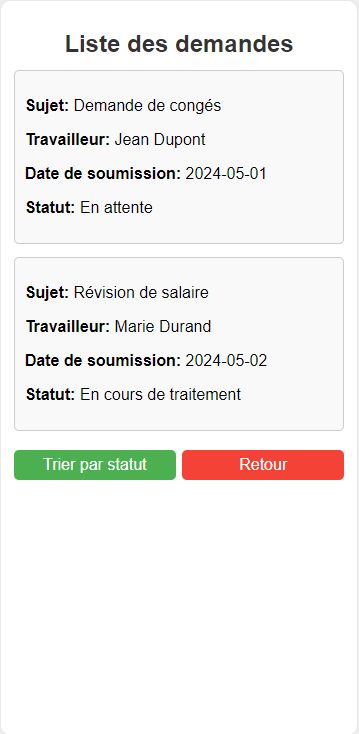 Liste des demandes
Sujet: Demande de congés
Travailleur: Jean Dupont
Date de soumission: 2024-05-01
Statut: En attente
Sujet: Révision de salaire
Travailleur: Marie Durand
Date de soumission: 2024-05-02
Statut: En cours de traitement
Trier par statut Retour